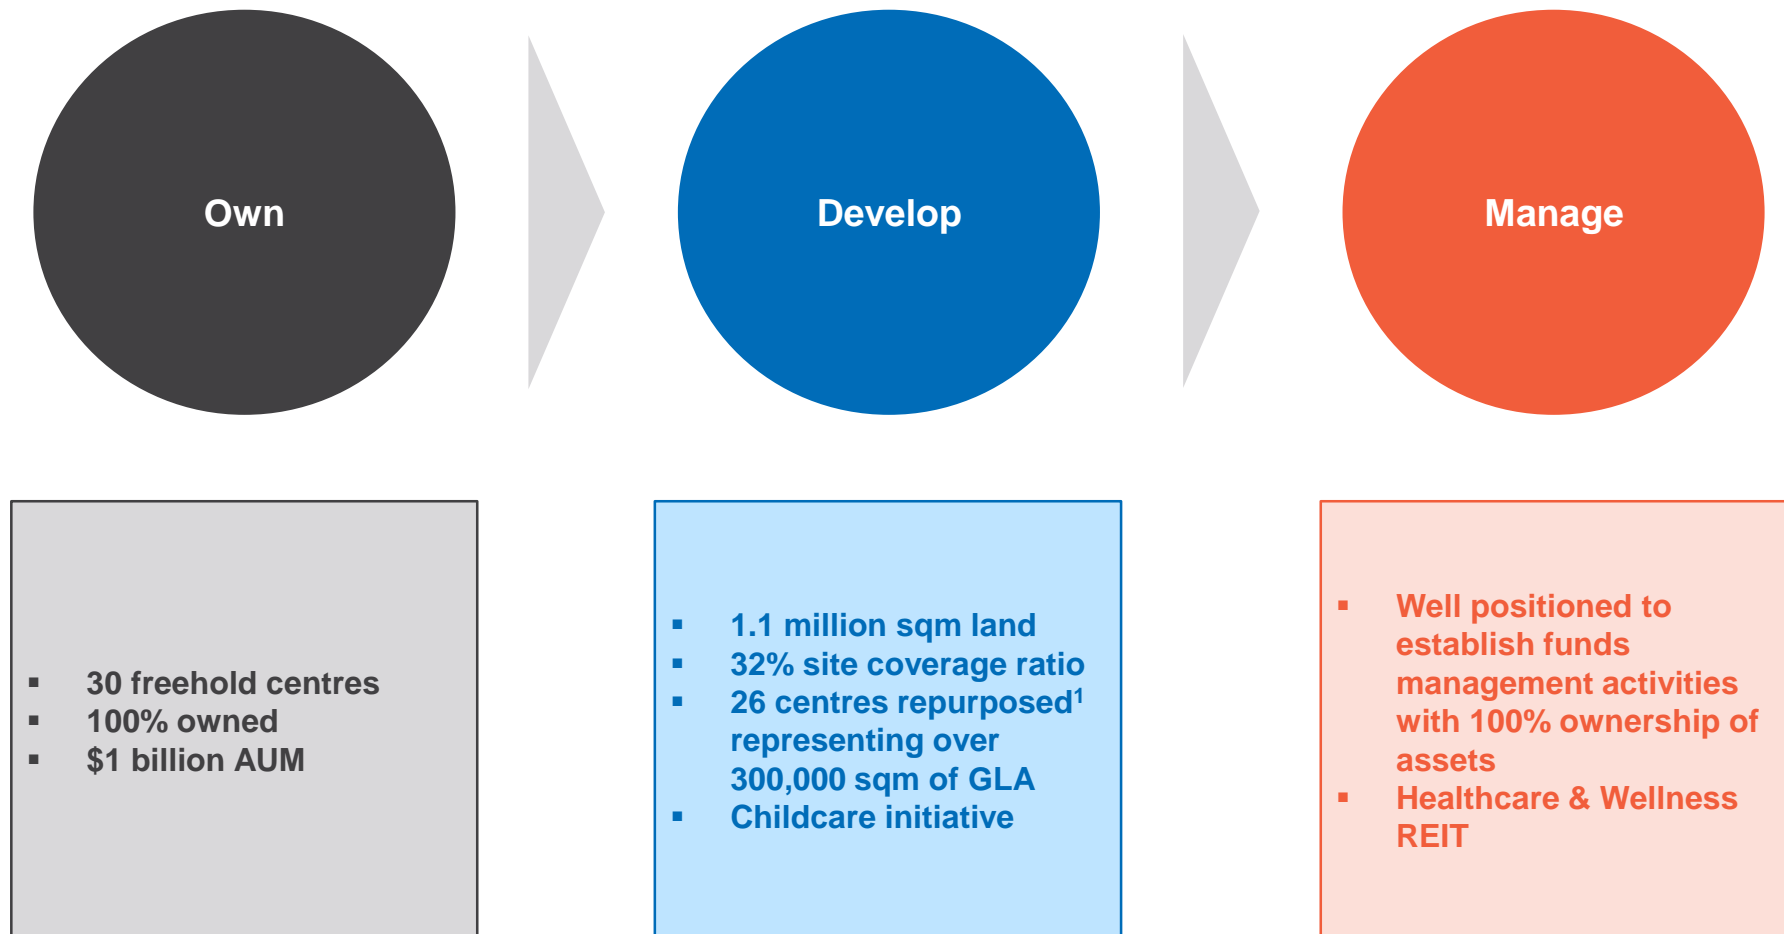 Own
Develop
Manage
▪ 30 freehold centres
▪ 100% owned
▪ $1 billion AUM
▪ 1.1 million sqm land
▪ 32% site coverage ratio
▪ 26 centres repurposed¹
representing over
300,000 sqm of GLA
▪ Childcare initiative
▪ Well positioned to
establish funds
management activities
with 100% ownership of
assets
▪ Healthcare & Wellness
REIT